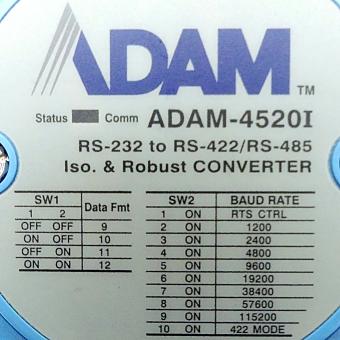 ADAM™
Status Comm ADAM-4520I
RS-232 to RS-422/RS-485
Iso. & Robust CONVERTER
SW1 Data Fmt
1 2
OFF OFF 9
ON OFF 10
OFF ON 11
ON ON 12
SW2 BAUD RATE
1 ON RTS CTRL
2 ON 1200
3 ON 2400
4 ON 4800
5 ON 9600
6 ON 19200
7 ON 38400
8 ON 57600
9 ON 115200
10 ON 422 MODE